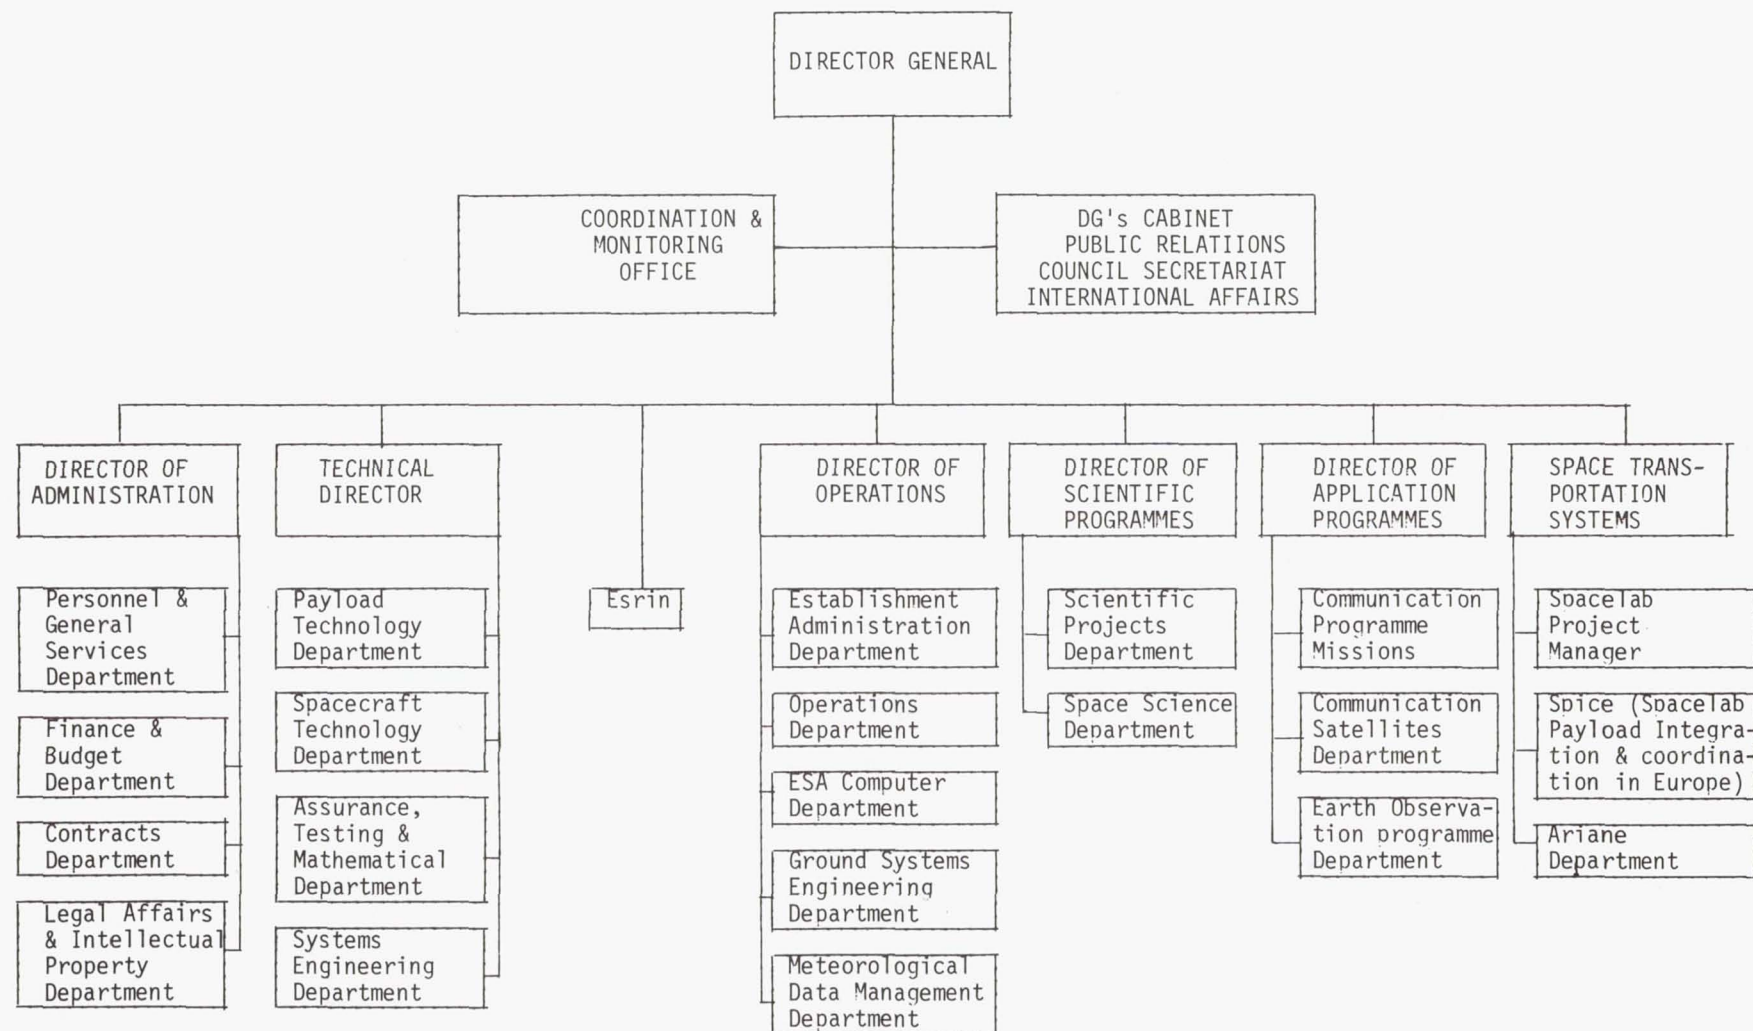 DIRECTOR GENERAL
COORDINATION &
MONITORING
OFFICE
DG's CABINET
PUBLIC RELATIIONS
COUNCIL SECRETARIAT
INTERNATIONAL AFFAIRS
DIRECTOR OF
ADMINISTRATION
TECHNICAL
DIRECTOR
DIRECTOR OF
OPERATIONS
DIRECTOR OF
SCIENTIFIC
PROGRAMMES
DIRECTOR OF
APPLICATION
PROGRAMMES
SPACE TRANS-
PORTATION
SYSTEMS
Personnel &
General
Services
Department
Finance &
Budget
Department
Contracts
Department
Legal Affairs
& Intellectual
Property
Department
Payload
Technology
Department
Spacecraft
Technology
Department
Assurance,
Testing &
Mathematical
Department
Systems
Engineering
Department
Esrin
Establishment
Administration
Department
Operations
Department
ESA Computer
Department
Ground Systems
Engineering
Department
Meteorological
Data Management
Department
Scientific
Projects
Department
Space Science
Department
Communication
Programme
Missions
Communication
Satellites
Department
Earth Observa-
tion programme
Department
Spacelab
Project
Manager
Spice (Spacelab
Payload Integra-
tion & coordina-
tion in Europe)
Ariane
Department